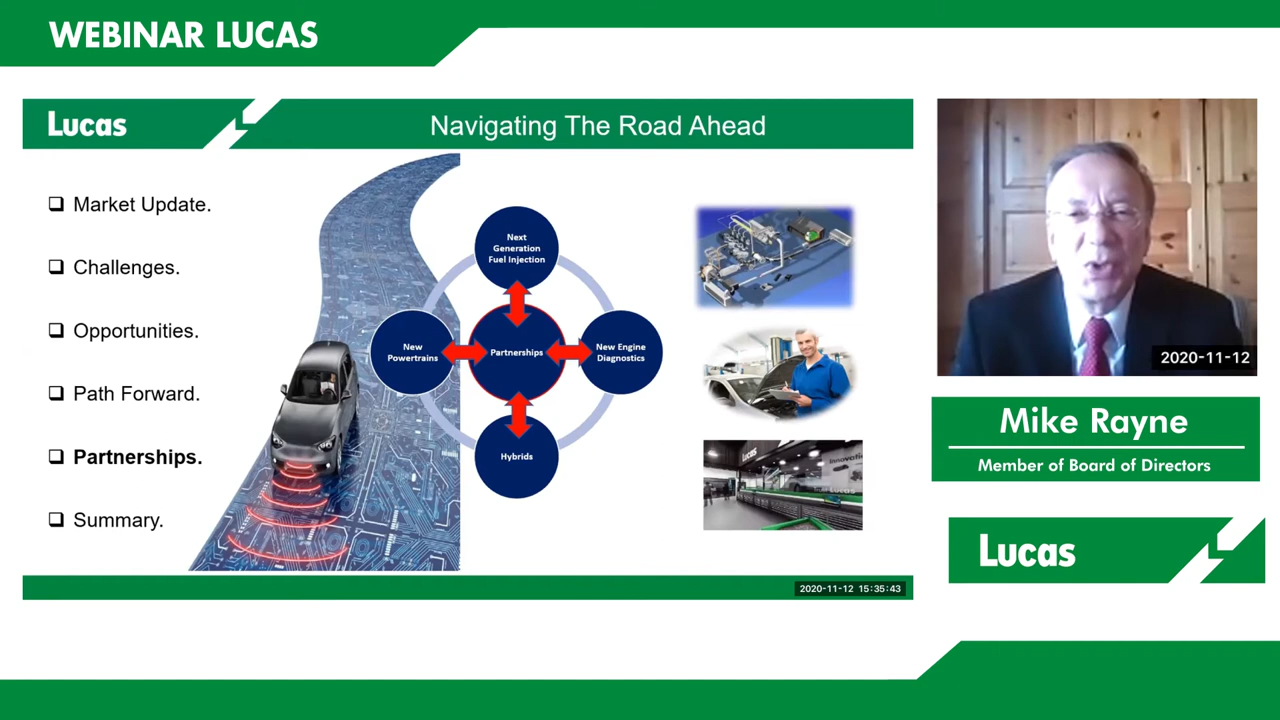 WEBINAR LUCAS
Lucas
Navigating The Road Ahead
❑ Market Update.
❑ Challenges.
❑ Opportunities.
❑ Path Forward.
❑ Partnerships.
❑ Summary.
Next
Generation
Fuel Injection
New
Powertrains
Partnerships
New Engine
Diagnostics
Hybrids
Lucas
2020-11-12 15:35:43
2020-11-12
Mike Rayne
Member of Board of Directors
Lucas